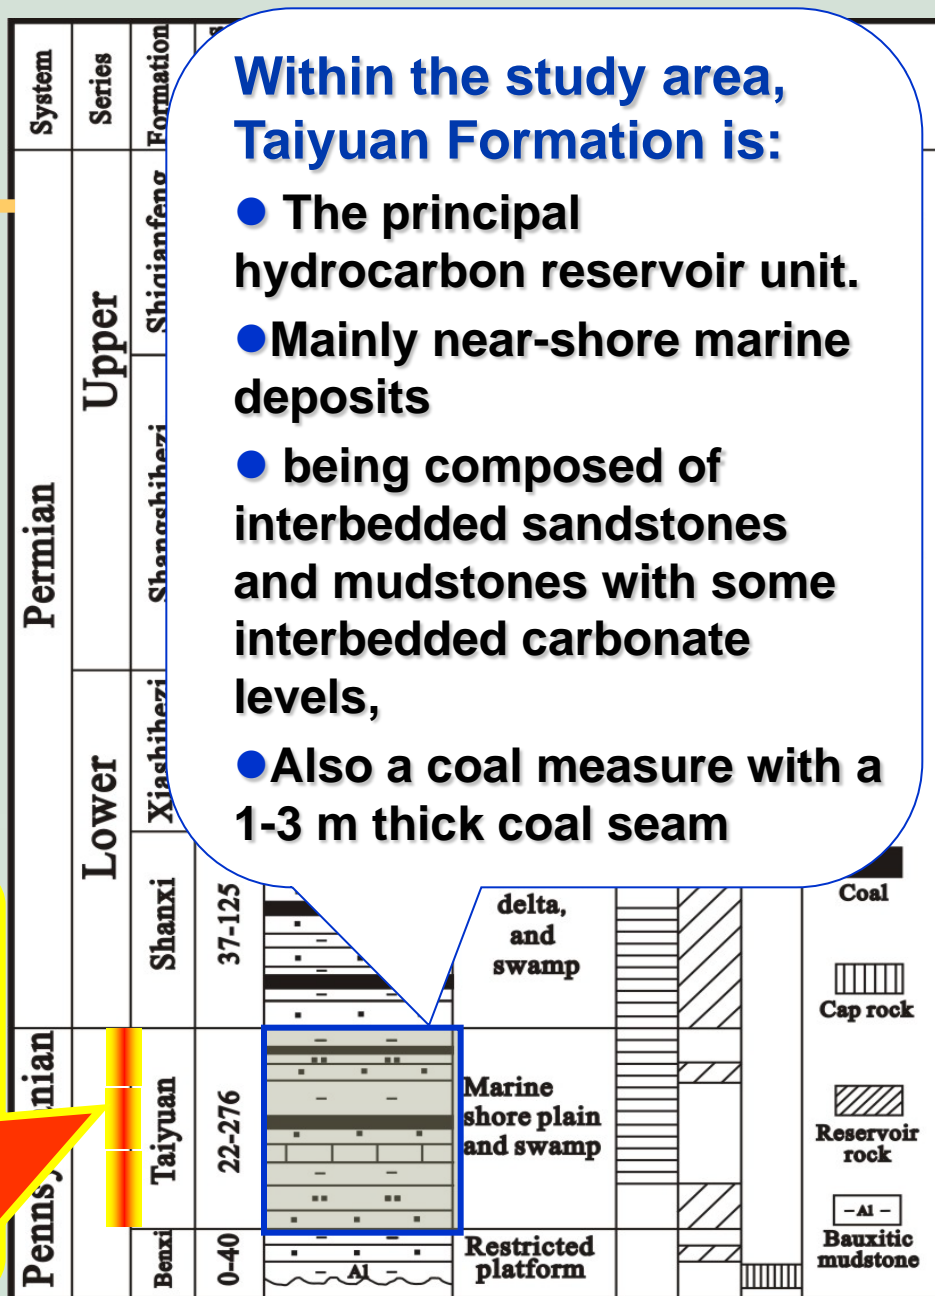 System
Series
Formation
Within the study area,
Taiyuan Formation is:
● The principal
hydrocarbon reservoir unit.
●Mainly near-shore marine
deposits
● being composed of
interbedded sandstones
and mudstones with some
interbedded carbonate
levels,
●Also a coal measure with a
1-3 m thick coal seam
Permian
Upper
Lower
Shiqianfeng
Shangshihezi
Xiashihezi
Shanxi
37-125
delta,
and
swamp
Taiyuan
22-276
Marine
shore plain
and swamp
Benxi
0-40
Al
Restricted
platform
Coal
Cap rock
Reservoir
rock
– Al –
Bauxitic
mudstone